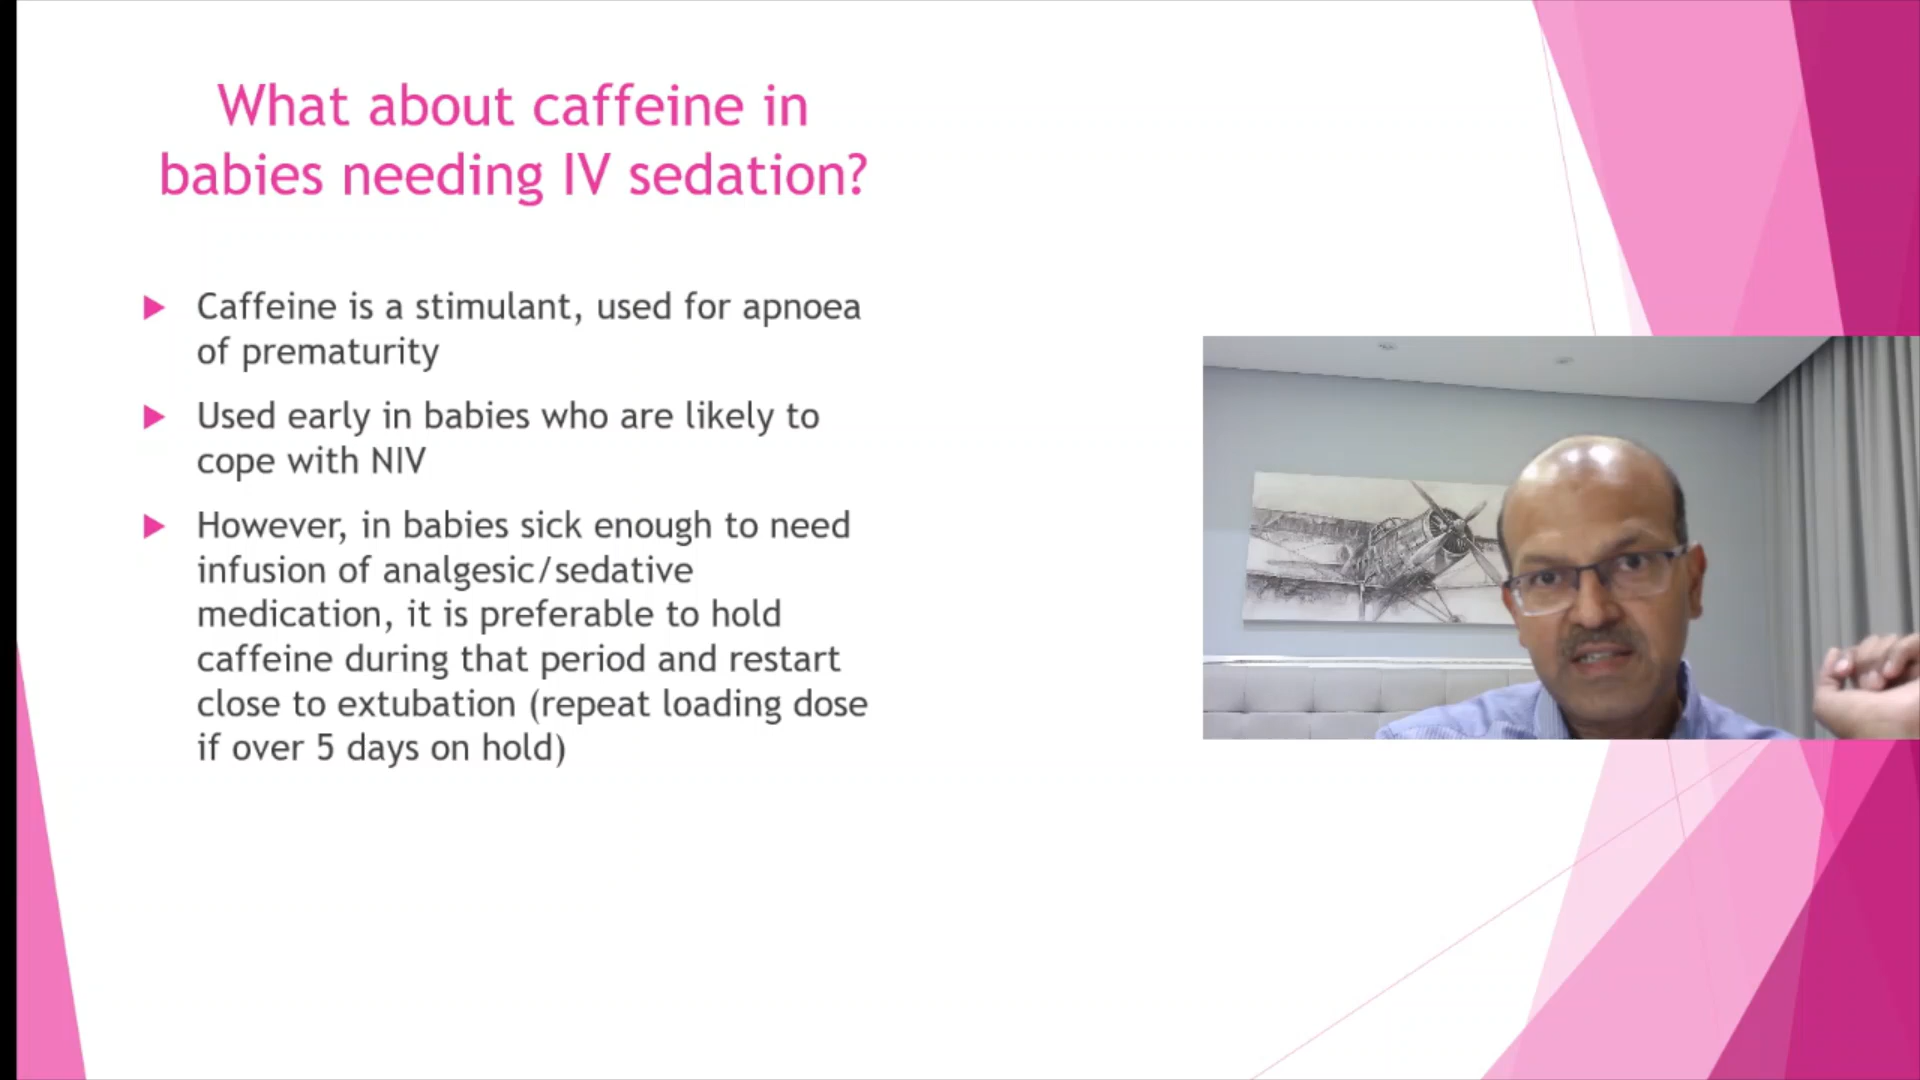 What about caffeine in
babies needing IV sedation?
Caffeine is a stimulant, used for apnoea
of prematurity
Used early in babies who are likely to
cope with NIV
However, in babies sick enough to need
infusion of analgesic/sedative
medication, it is preferable to hold
caffeine during that period and restart
close to extubation (repeat loading dose
if over 5 days on hold)